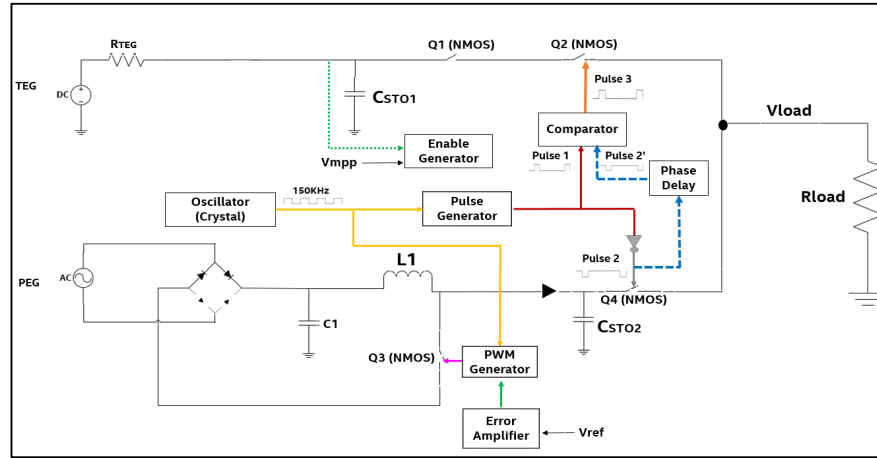 RTEG
Q1 (NMOS)
Q2 (NMOS)
Pulse 3
TEG
DC
CSTO1
Vload
Comparator
Enable
Generator
Vmpp
Pulse 1
Pulse 2'
Phase
Delay
Rload
150KHz
Oscillator
(Crystal)
Pulse
Generator
L1
Pulse 2
AC
PEG
Q4 (NMOS)
C1
CSTO2
Q3 (NMOS)
PWM
Generator
Error
Amplifier
Vref